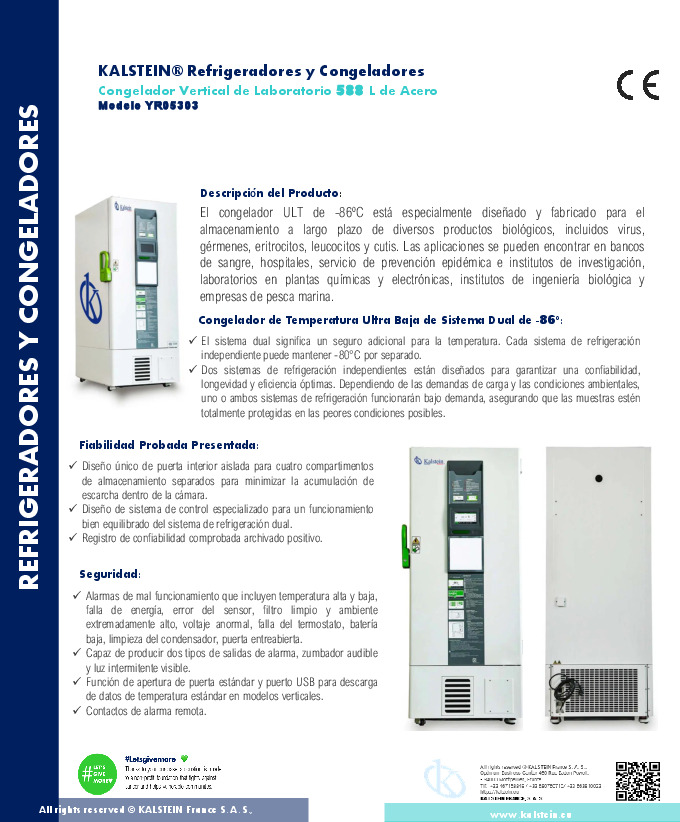 REFRIGERADORES Y CONGELADORES
KALSTEIN® Refrigeradores y Congeladores
Congelador Vertical de Laboratorio 588 L de Acero
Modelo YR05303
CE
Descripción del Producto:
El congelador ULT de -86ºC está especialmente diseñado y fabricado para el
almacenamiento a largo plazo de diversos productos biológicos, incluidos virus,
gérmenes, eritrocitos, leucocitos y cutis. Las aplicaciones se pueden encontrar en bancos
de sangre, hospitales, servicio de prevención epidémica e institutos de investigación,
laboratorios en plantas químicas y electrónicas, institutos de ingeniería biológica y
empresas de pesca marina.
Congelador de Temperatura Ultra Baja de Sistema Dual de -86°:
✓ El sistema dual significa un seguro adicional para la temperatura. Cada sistema de refrigeración
independiente puede mantener -80°C por separado.
✓ Dos sistemas de refrigeración independientes están diseñados para garantizar una confiabilidad,
longevidad y eficiencia óptimas. Dependiendo de las demandas de carga y las condiciones ambientales,
uno o ambos sistemas de refrigeración funcionarán bajo demanda, asegurando que las muestras estén
totalmente protegidas en las peores condiciones posibles.
Fiabilidad Probada Presentada:
✓ Diseño único de puerta interior aislada para cuatro compartimentos
de almacenamiento separados para minimizar la acumulación de
escarcha dentro de la cámara.
✓ Diseño de sistema de control especializado para un funcionamiento
bien equilibrado del sistema de refrigeración dual.
✓ Registro de confiabilidad comprobada archivado positivo.
Kalstein
Seguridad:
✓ Alarmas de mal funcionamiento que incluyen temperatura alta y baja,
falla de energía, error del sensor, filtro limpio y ambiente
extremadamente alto, voltaje anormal, falla del termostato, batería
baja, limpieza del condensador, puerta entreabierta.
✓ Capaz de producir dos tipos de salidas de alarma, zumbador audible
y luz intermitente visible.
✓ Función de apertura de puerta estándar y puerto USB para descarga
de datos de temperatura estándar en modelos verticales.
✓ Contactos de alarma remota.
# LET'S GIVE MORE
#Letsgivemore
All rights reserved © KALSTEIN France S.A.S.,
https://kalstein.eu
KALSTEIN FRANCE, S.A.S
All rights reserved © KALSTEIN France S.A.S.,
www.kalstein.eu